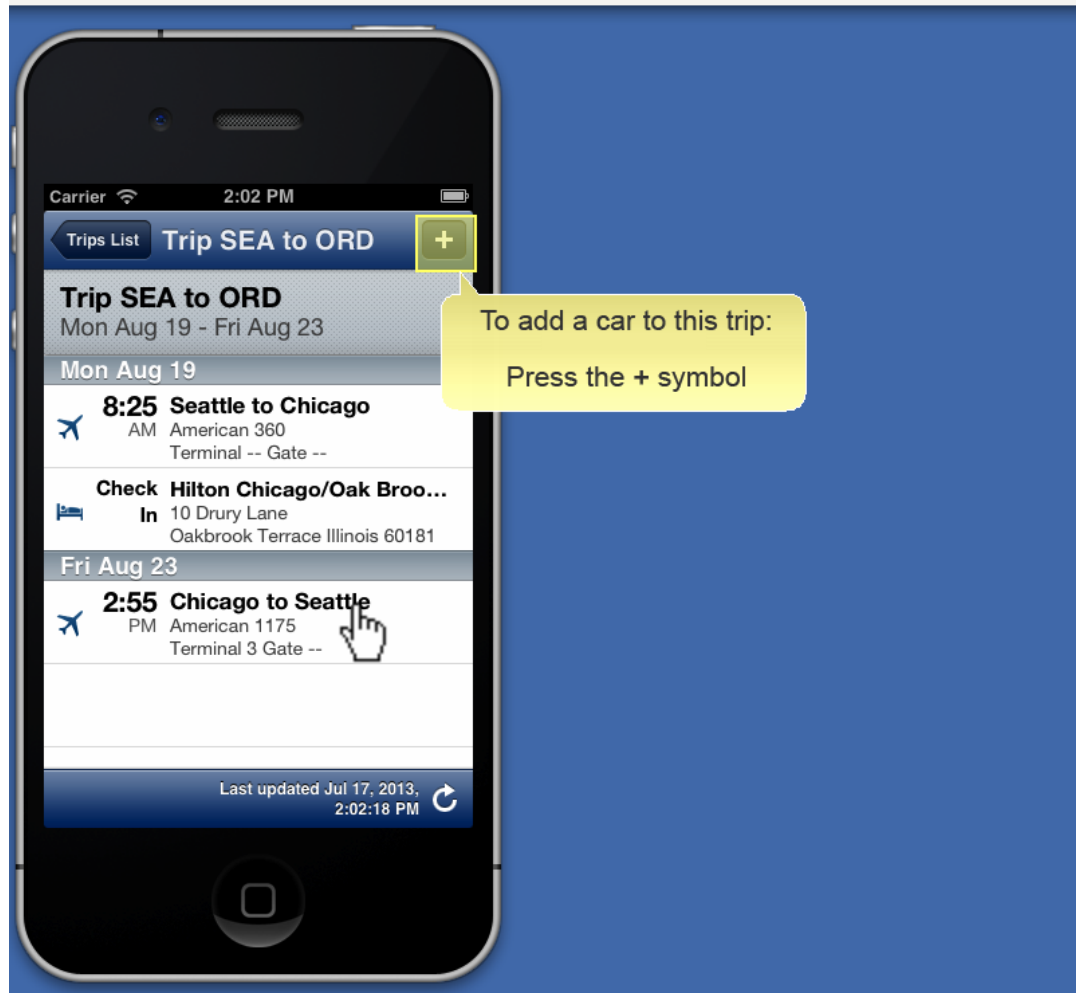 Carrier 2:02 PM
Trips List Trip SEA to ORD +
Trip SEA to ORD
Mon Aug 19 - Fri Aug 23
To add a car to this trip:
Press the + symbol
Mon Aug 19
8:25 Seattle to Chicago
AM American 360
Terminal -- Gate --
Check Hilton Chicago/Oak Broo...
In 10 Drury Lane
Oakbrook Terrace Illinois 60181
Fri Aug 23
2:55 Chicago to Seattle
PM American 1175
Terminal 3 Gate --
Last updated Jul 17, 2013,
2:02:18 PM